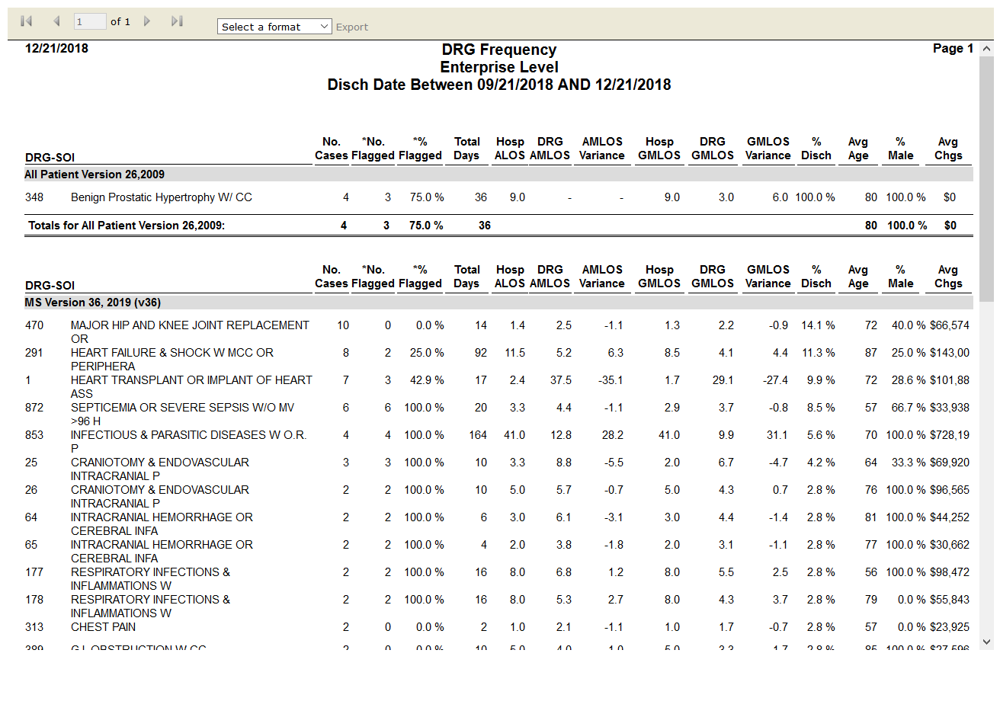 1 of 1 Select a format Export
12/21/2018 DRG Frequency Page 1
Enterprise Level
Disch Date Between 09/21/2018 AND 12/21/2018
No. *No. *% Total Hosp DRG AMLOS Hosp DRG GMLOS % Avg % Avg
DRG-SOI Cases Flagged Flagged Days ALOS AMLOS Variance GMLOS GMLOS Variance Disch Age Male Chgs
All Patient Version 26,2009
348 Benign Prostatic Hypertrophy W/ CC 4 3 75.0 % 36 9.0 - - 9.0 3.0 6.0 100.0 % 80 100.0 % $0
Totals for All Patient Version 26,2009: 4 3 75.0 % 36 80 100.0 % $0
No. *No. *% Total Hosp DRG AMLOS Hosp DRG GMLOS % Avg % Avg
DRG-SOI Cases Flagged Flagged Days ALOS AMLOS Variance GMLOS GMLOS Variance Disch Age Male Chgs
MS Version 36, 2019 (v36)
470 MAJOR HIP AND KNEE JOINT REPLACEMENT 10 0 0.0 % 14 1.4 2.5 -1.1 1.3 2.2 -0.9 14.1 % 72 40.0 % $66,574
OR
291 HEART FAILURE & SHOCK W MCC OR 8 2 25.0 % 92 11.5 5.2 6.3 8.5 4.1 4.4 11.3 % 87 25.0 % $143,00
PERIPHERA
1 HEART TRANSPLANT OR IMPLANT OF HEART 7 3 42.9 % 17 2.4 37.5 -35.1 1.7 29.1 -27.4 9.9 % 72 28.6 % $101,88
ASS
872 SEPTICEMIA OR SEVERE SEPSIS W/O MV 6 6 100.0 % 20 3.3 4.4 -1.1 2.9 3.7 -0.8 8.5 % 57 66.7 % $33,938
>96 H
853 INFECTIOUS & PARASITIC DISEASES W O.R. 4 4 100.0 % 164 41.0 12.8 28.2 41.0 9.9 31.1 5.6 % 70 100.0 % $728,19
P
25 CRANIOTOMY & ENDOVASCULAR 3 3 100.0 % 10 3.3 8.8 -5.5 2.0 6.7 -4.7 4.2 % 64 33.3 % $69,920
INTRACRANIAL P
26 CRANIOTOMY & ENDOVASCULAR 2 2 100.0 % 10 5.0 5.7 -0.7 5.0 4.3 0.7 2.8 % 76 100.0 % $96,565
INTRACRANIAL P
64 INTRACRANIAL HEMORRHAGE OR 2 2 100.0 % 6 3.0 6.1 -3.1 3.0 4.4 -1.4 2.8 % 81 100.0 % $44,252
CEREBRAL INFA
65 INTRACRANIAL HEMORRHAGE OR 2 2 100.0 % 4 2.0 3.8 -1.8 2.0 3.1 -1.1 2.8 % 77 100.0 % $30,662
CEREBRAL INFA
177 RESPIRATORY INFECTIONS & 2 2 100.0 % 16 8.0 6.8 1.2 8.0 5.5 2.5 2.8 % 56 100.0 % $98,472
INFLAMMATIONS W
178 RESPIRATORY INFECTIONS & 2 2 100.0 % 16 8.0 5.3 2.7 8.0 4.3 3.7 2.8 % 79 0.0 % $55,843
INFLAMMATIONS W
313 CHEST PAIN 2 0 0.0 % 2 1.0 2.1 -1.1 1.0 1.7 -0.7 2.8 % 57 0.0 % $23,925
389 G.I. OBSTRUCTION W CC 2 0 0.0 % 10 5.0 4.0 1.0 5.0 3.3 1.7 2.8 % 100.0 %